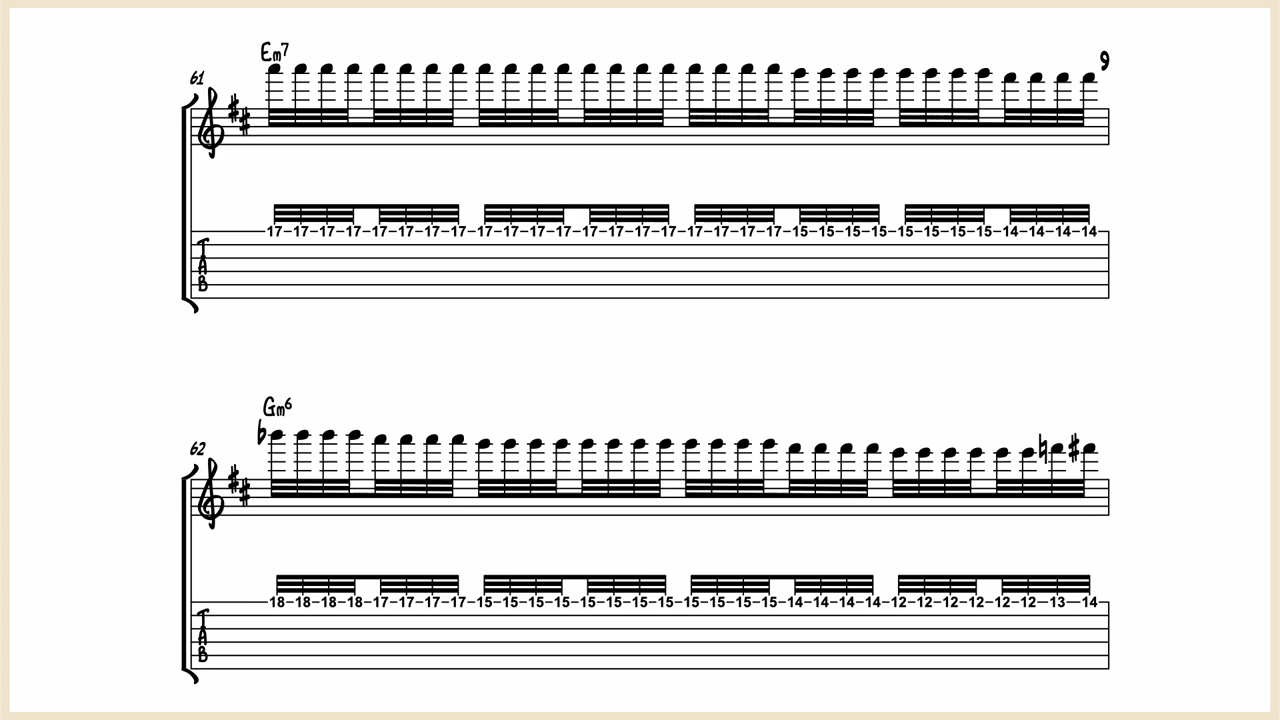 Em7
9
61
17 17 17 17 17 17 17 17 17 17 17 17 17 17 17 17 17 17 17 17 15 15 15 15 15 15 15 15 14 14 14 14
T
A
B
Gm6
62
18 18 18 18 17 17 17 17 15 15 15 15 15 15 15 15 15 15 15 15 14 14 14 14 12 12 12 12 12 12 13 14
T
A
B